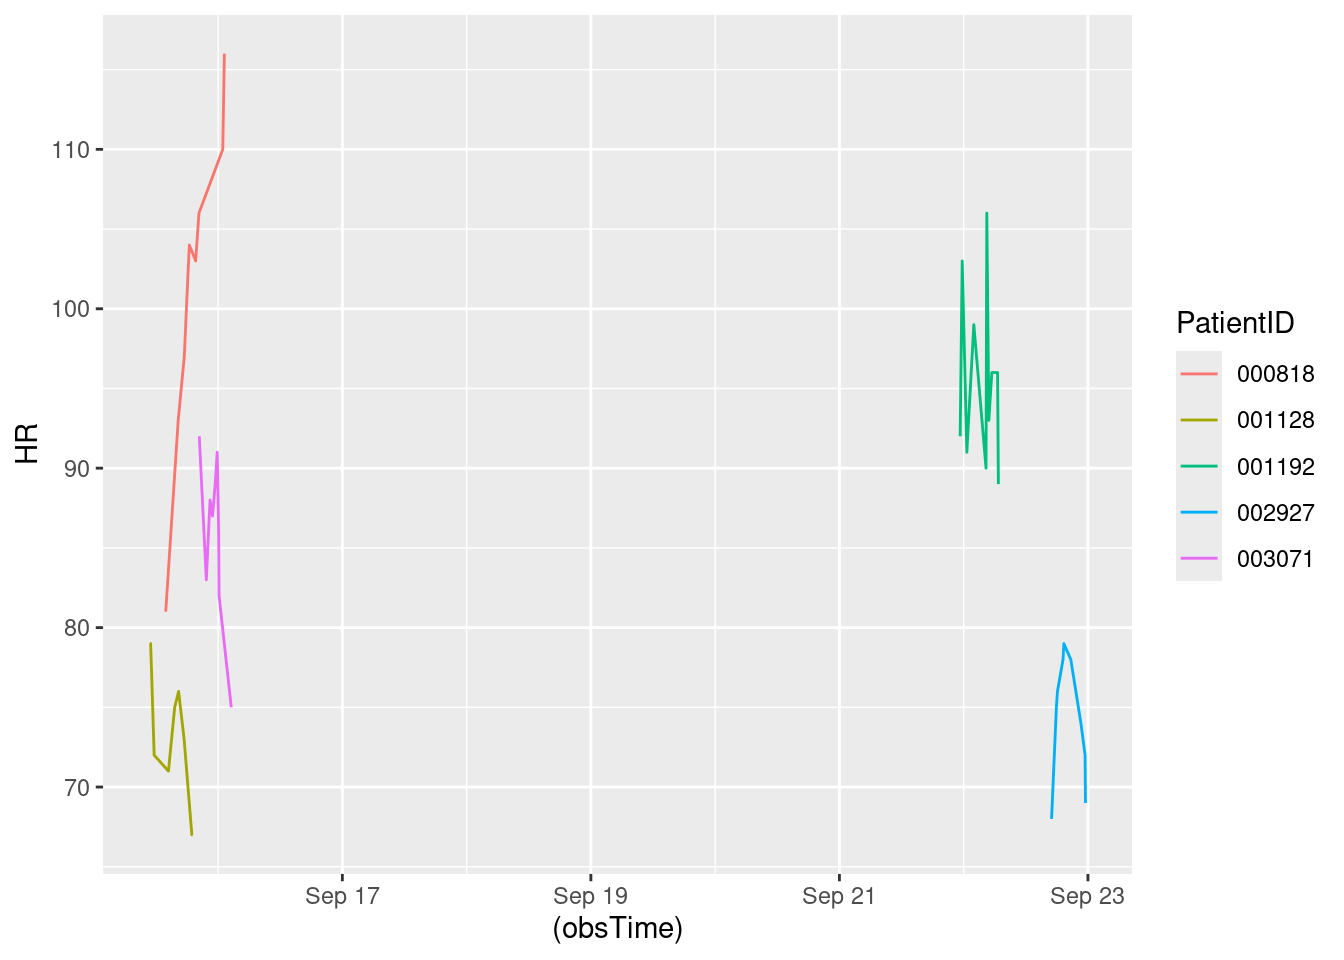 HR
110
100
90
80
70
Sep 17
Sep 19
Sep 21
Sep 23
(obsTime)
PatientID
000818
001128
001192
002927
003071